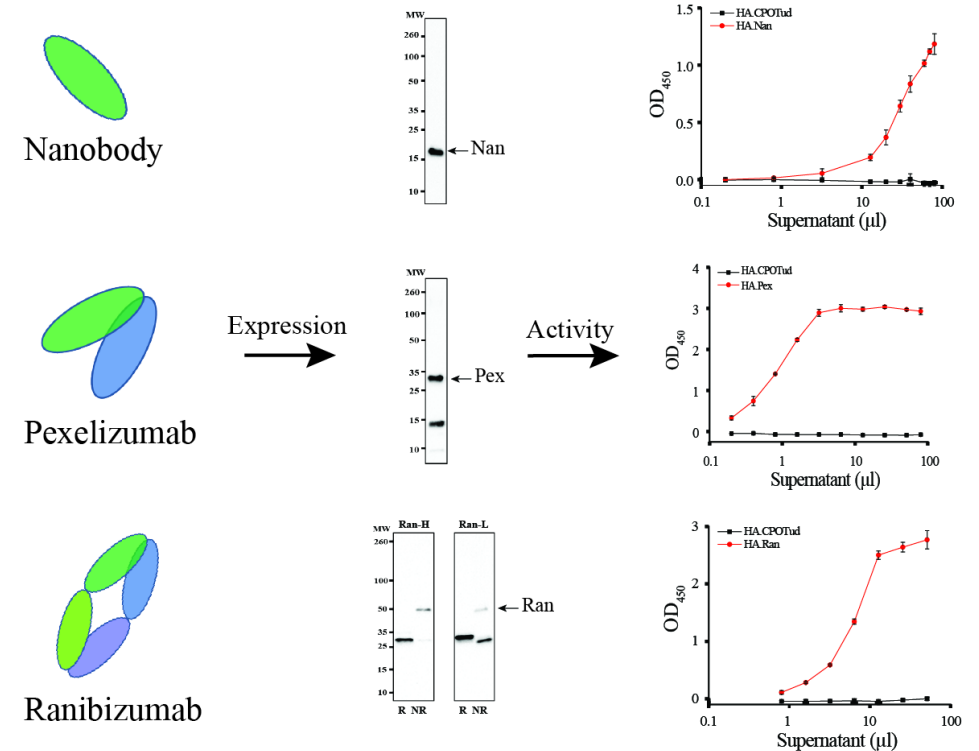 Nanobody
MW
260
100
50
35
25
15
10
Nan
HA.CPOTud
HA.Nan
OD450
1.5
1.0
0.5
0.0
0.1
1
10
100
Supernatant (µl)
Pexelizumab
Expression
MW
260
100
50
35
25
15
10
Pex
Activity
HA.CPOTud
HA.Pex
OD450
4
3
2
1
0
0.1
1
10
100
Supernatant (µl)
Ranibizumab
Ran-H
Ran-L
MW
260
100
50
35
25
15
10
R NR
R NR
Ran
HA.CPOTud
HA.Ran
OD450
3
2
1
0
0.1
1
10
100
Supernatant (µl)